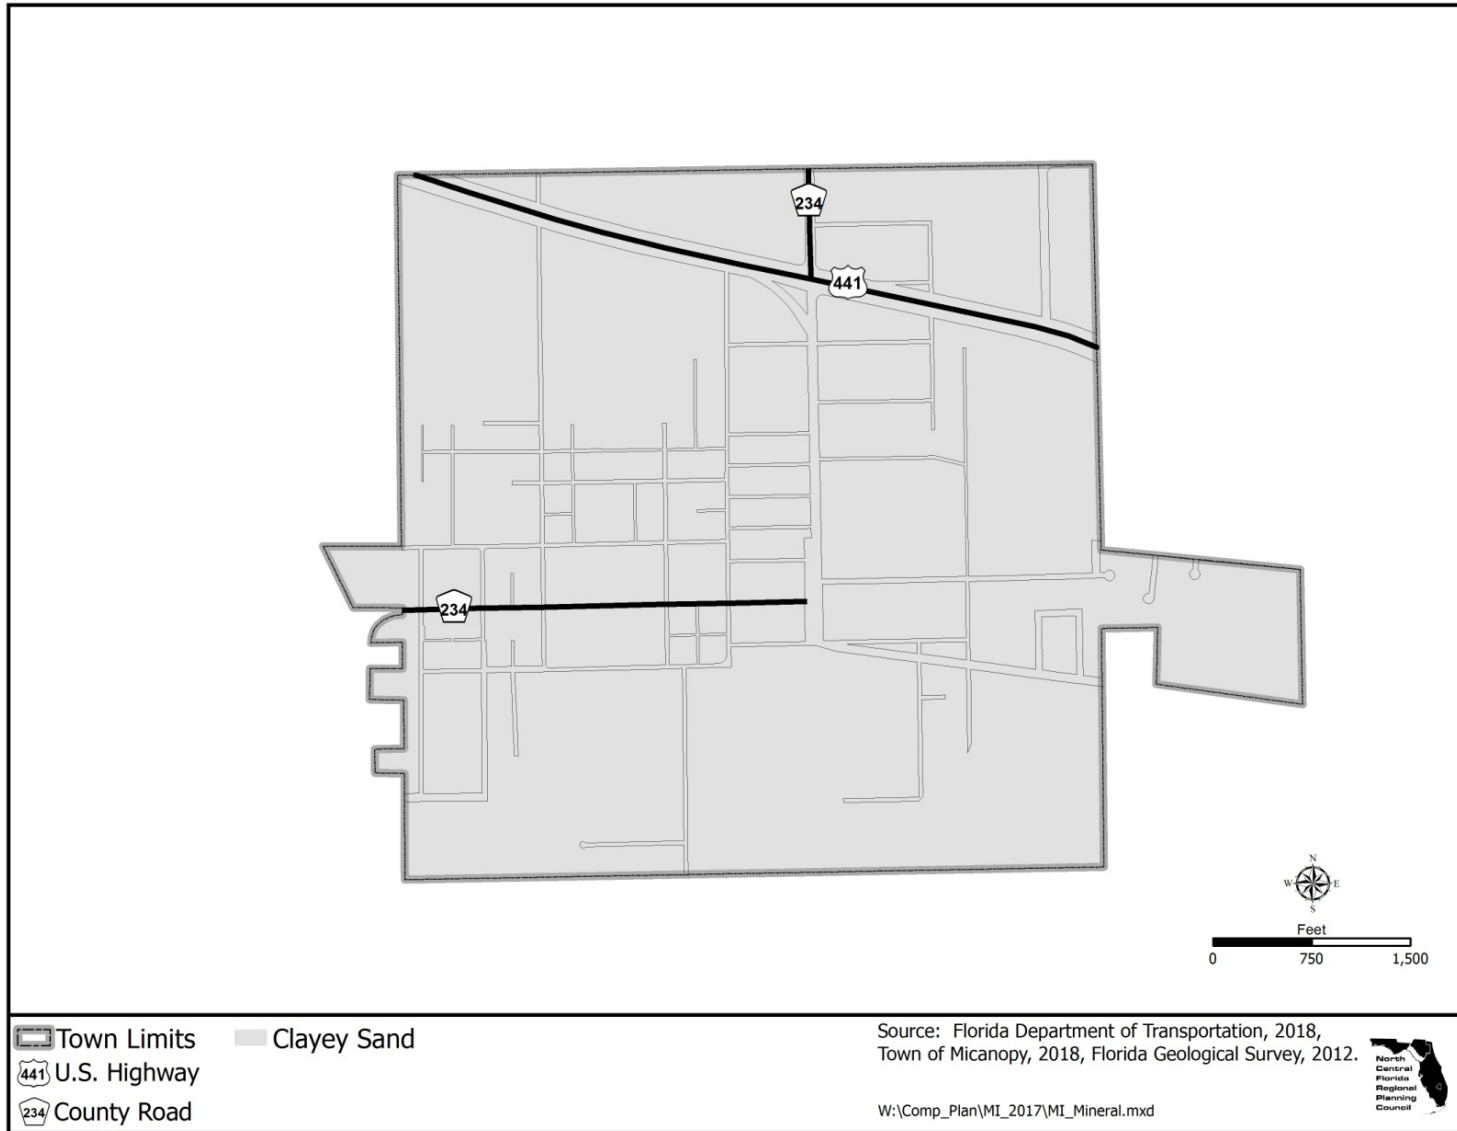 234
441
234
N
W E
S
Feet
0 750 1,500
Town Limits
Clayey Sand
441 U.S. Highway
234 County Road
Source: Florida Department of Transportation, 2018,
Town of Micanopy, 2018, Florida Geological Survey, 2012.
W:\Comp_Plan\MI_2017\MI_Mineral.mxd
North
Central
Florida
Regional
Planning
Council